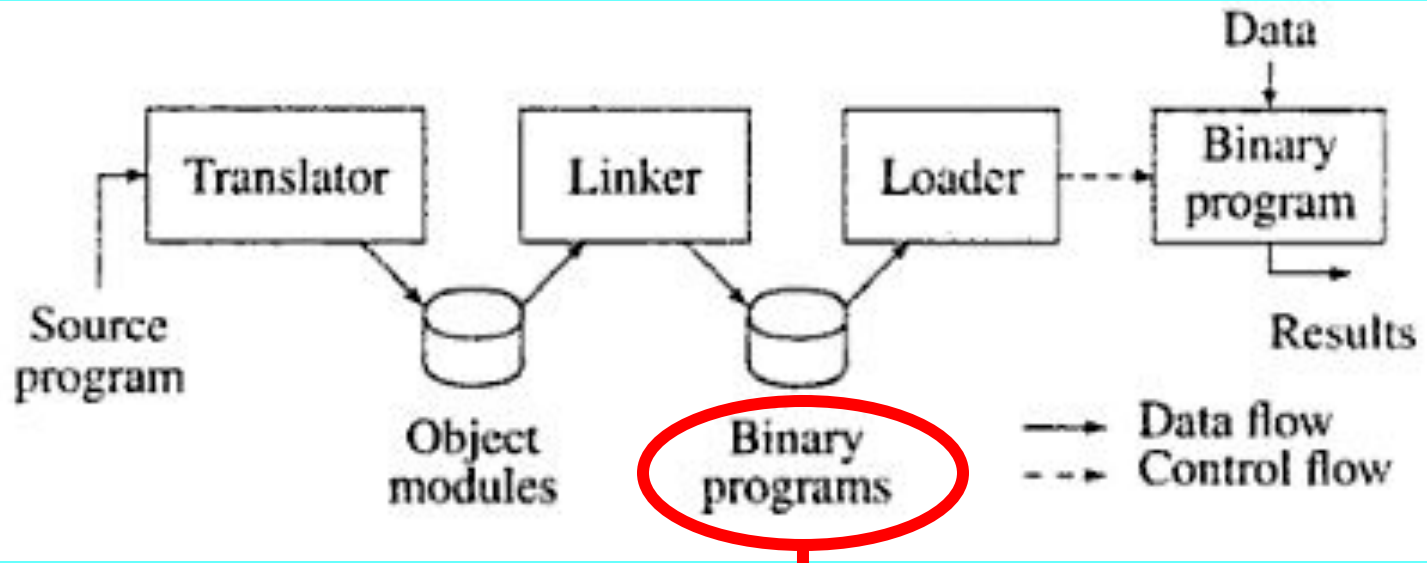 Data
Translator
Linker
Loader
Binary
program
Source
program
Results
Object
modules
Binary
programs
Data flow
Control flow